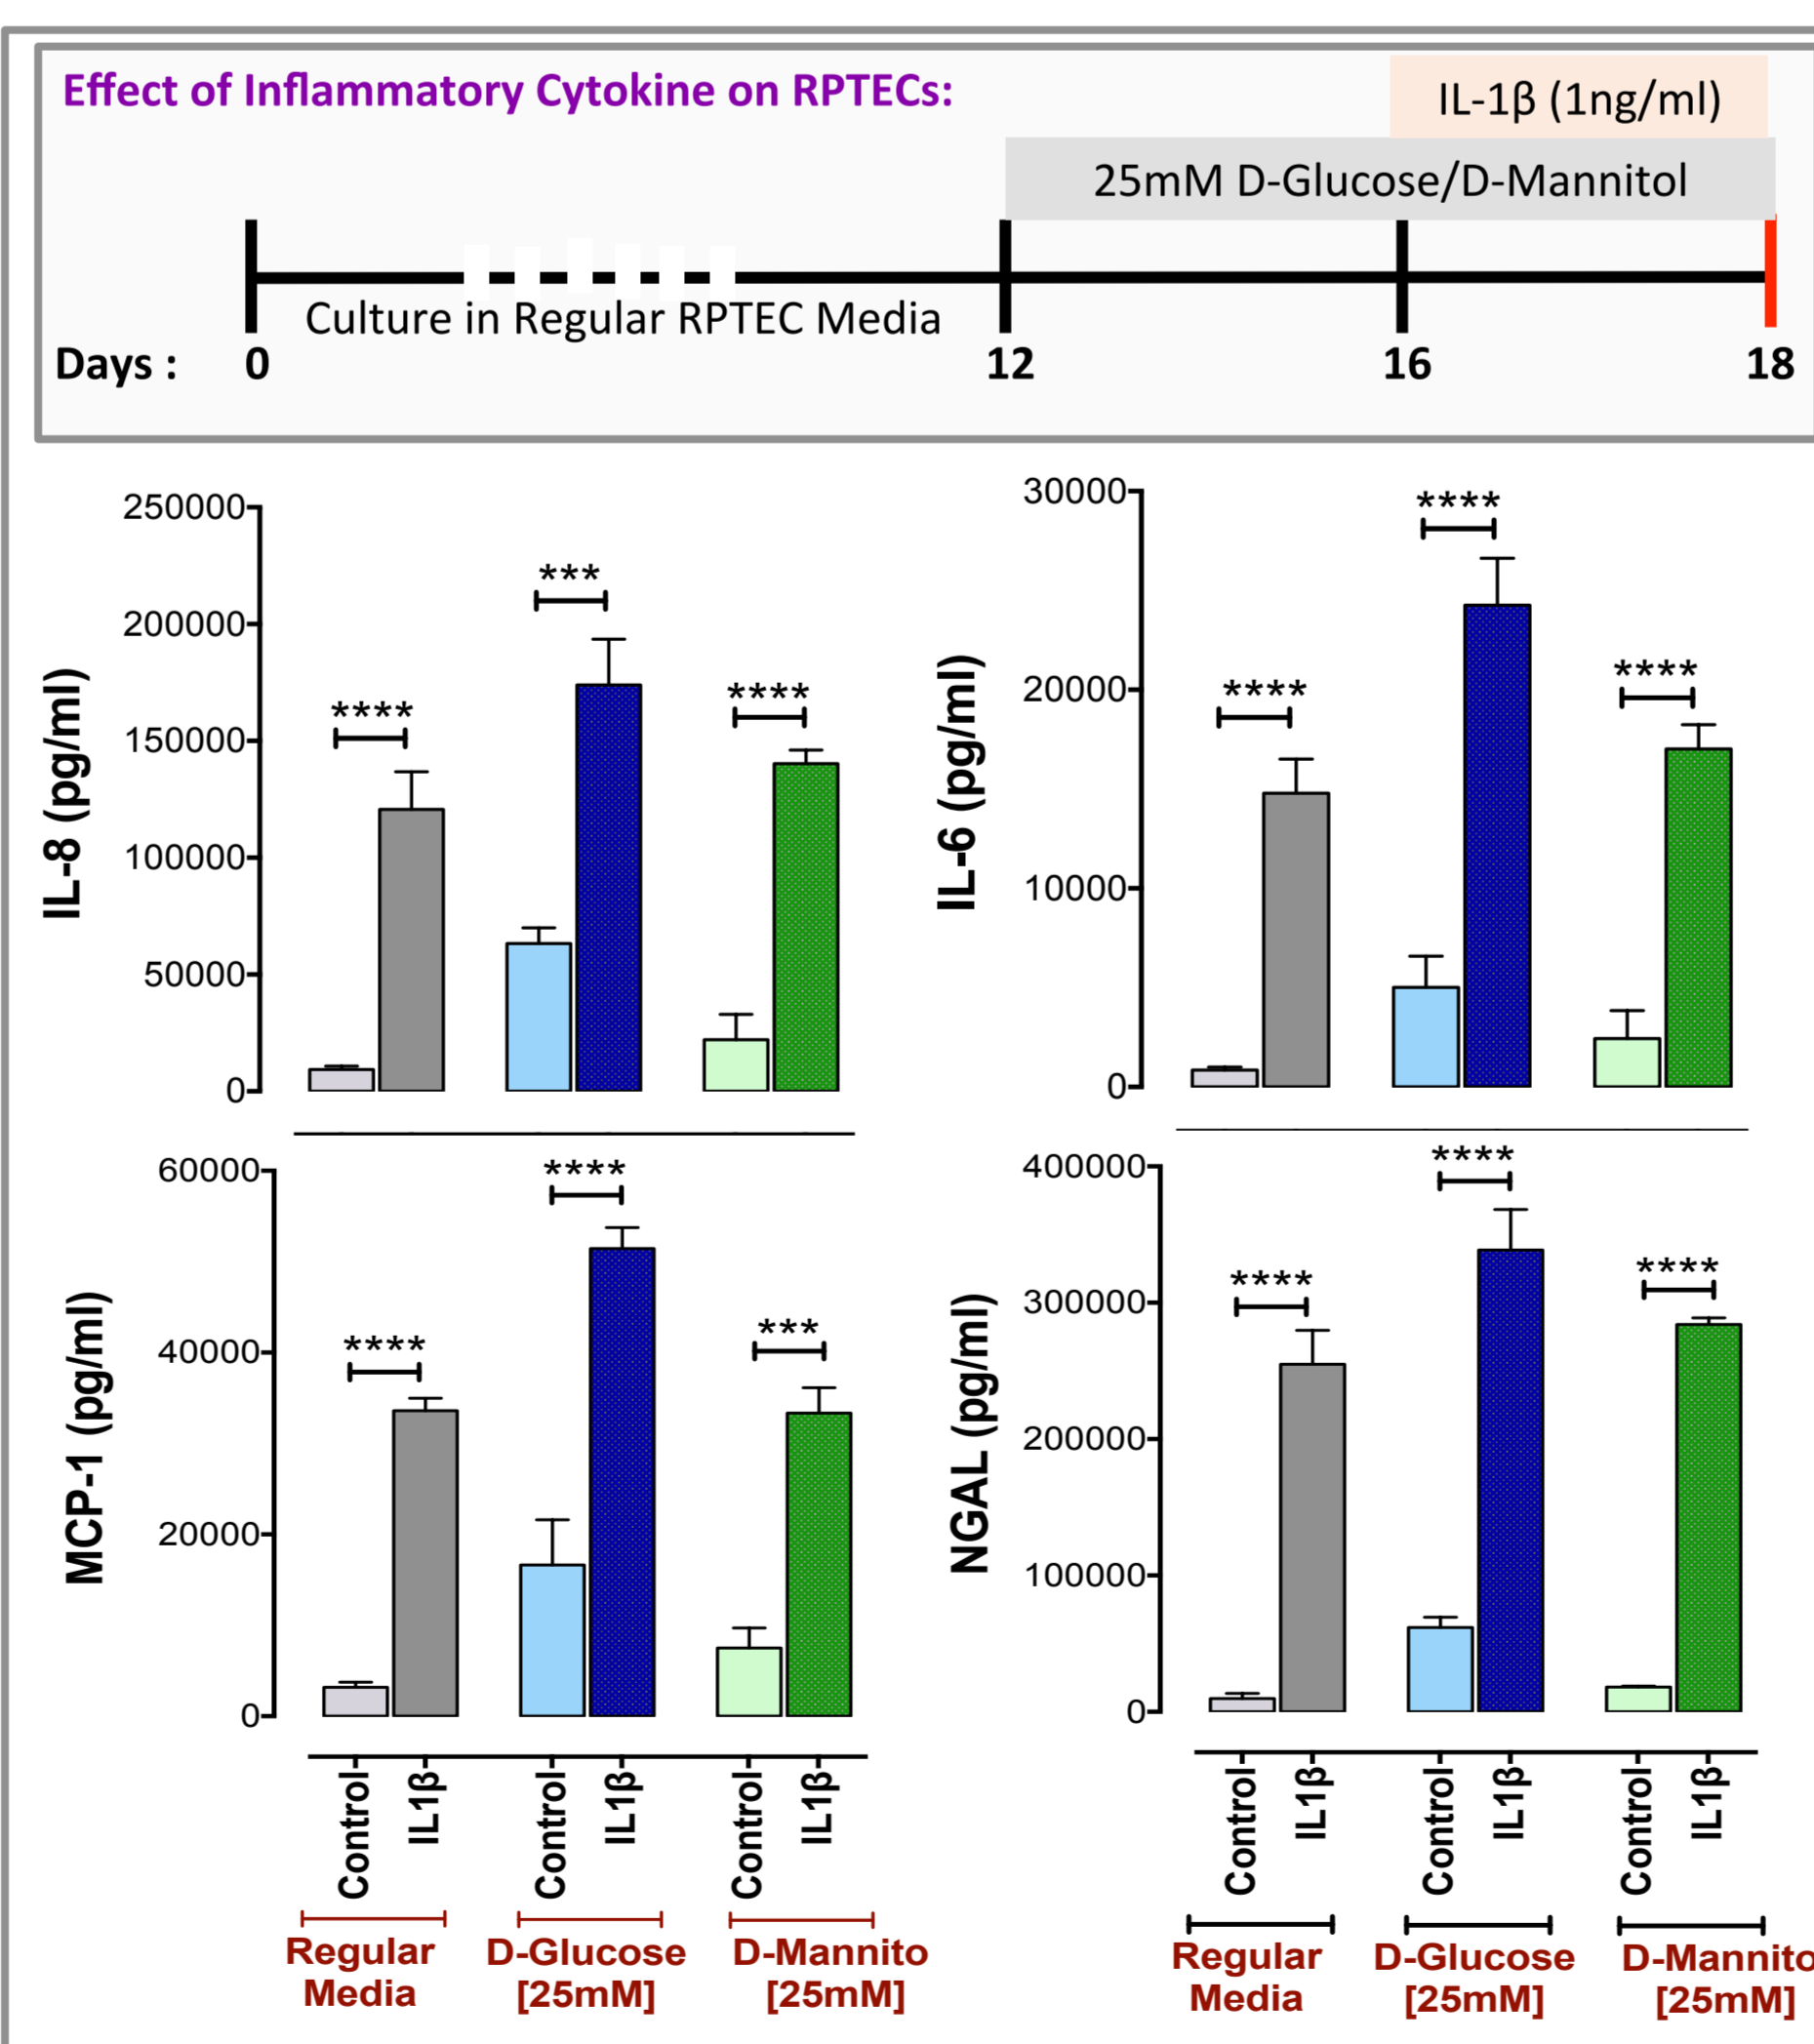 Effect of Inflammatory Cytokine on RPTECs:
IL-1β (1ng/ml)
25mM D-Glucose/D-Mannitol
Culture in Regular RPTEC Media
Days : 0 12 16 18
IL-8 (pg/ml)
250000
200000
150000
100000
50000
0
****
***
****
IL-6 (pg/ml)
30000
20000
10000
0
****
****
****
MCP-1 (pg/ml)
60000
40000
20000
0
****
****
***
Control IL1β Control IL1β Control IL1β
Regular Media
D-Glucose [25mM]
D-Mannito [25mM]
NGAL (pg/ml)
400000
300000
200000
100000
0
****
****
****
Control IL1β Control IL1β Control IL1β
Regular Media
D-Glucose [25mM]
D-Mannito [25mM]